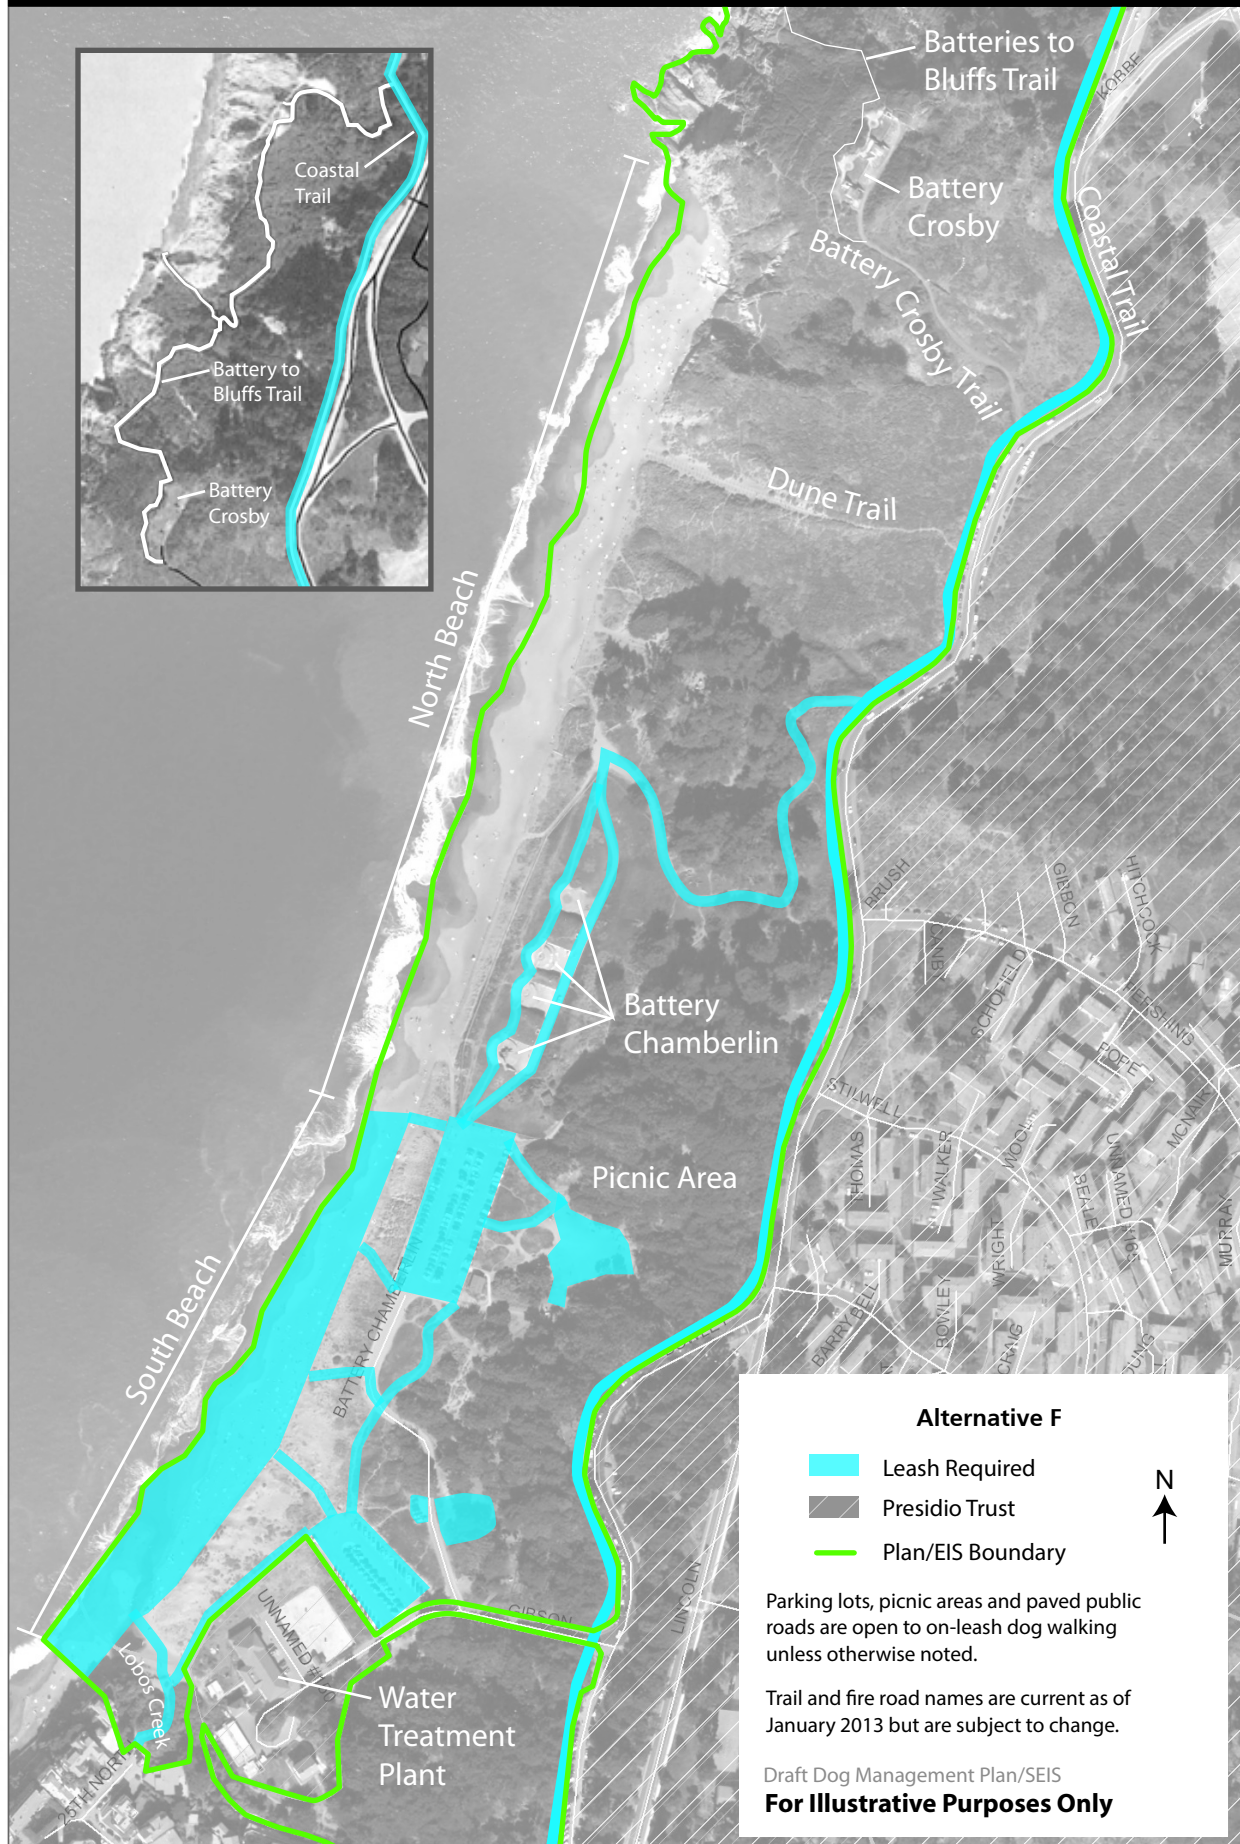 Batteries to
Bluffs Trail
KOBBE
Coastal
Trail
Battery
Crosby
Coastal Trail
Battery Crosby Trail
Battery to
Bluffs Trail
Dune Trail
Battery
Crosby
North Beach
BRUSH
GIBBON
HITCHCOCK
SCHOFIELD
Battery
Chamberlin
POPE
STILWELL
MCNAIR
THOMAS
WALKER
WOOL
UNNAMED #169
BEALE
MURRAY
Picnic Area
WRIGHT
ROWLEY
BARRY
BELL
CRAIG
South Beach
BATTERY CHAMBERLIN
Alternative F
Leash Required
N
Presidio Trust
Plan/EIS Boundary
LINCOLN
GIBSON
Parking lots, picnic areas and paved public
roads are open to on-leash dog walking
unless otherwise noted.
Lobos Creek
Water
Treatment
Plant
Trail and fire road names are current as of
January 2013 but are subject to change.
25TH NORTH
Draft Dog Management Plan/SEIS
For Illustrative Purposes Only